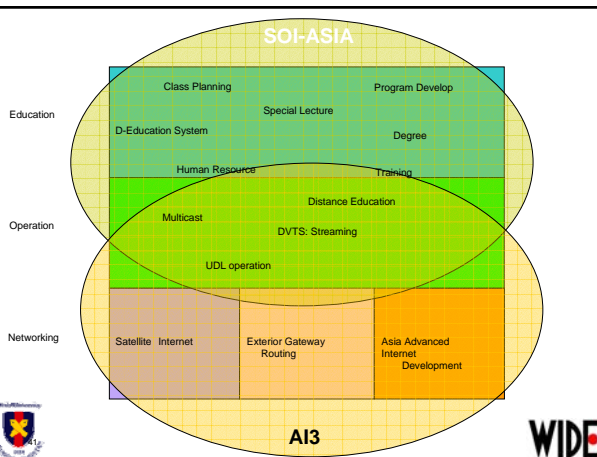 SOI-ASIA
Class Planning
Program Develop
Education
Special Lecture
D-Education System
Degree
Human Resource
Training
Distance Education
Operation
Multicast
DVTS: Streaming
UDL operation
Networking
Satellite Internet
Exterior Gateway
Routing
Asia Advanced
Internet
Development
41
AI3
WIDE